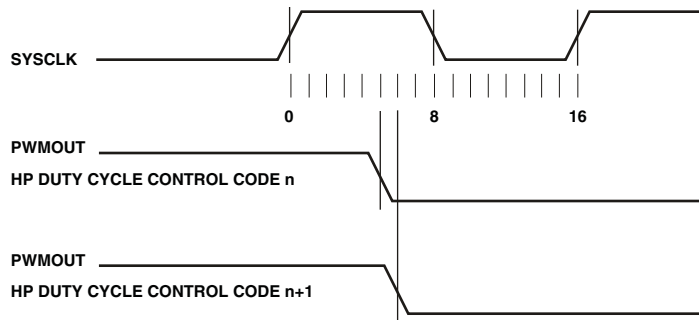 SYSCLK
0 8 16
PWMOUT
HP DUTY CYCLE CONTROL CODE n
PWMOUT
HP DUTY CYCLE CONTROL CODE n+1